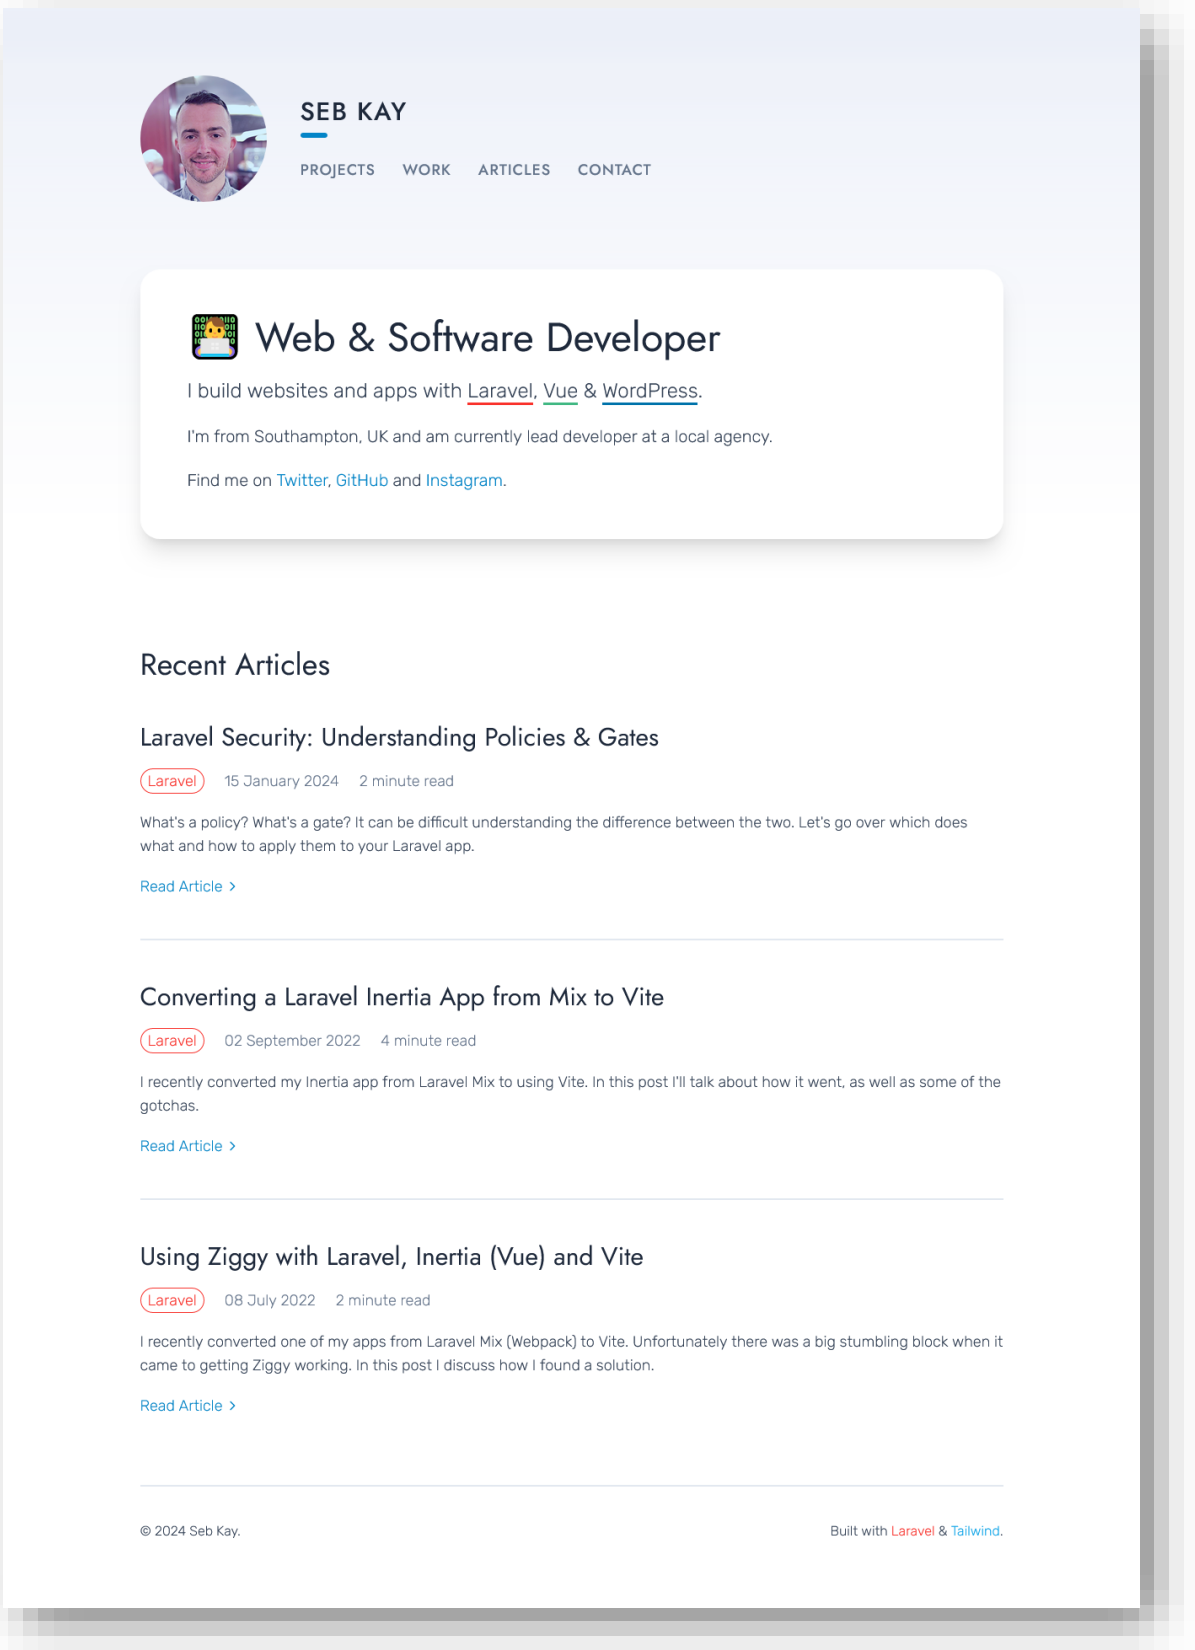 SEB KAY
PROJECTS WORK ARTICLES CONTACT
Web & Software Developer
I build websites and apps with Laravel, Vue & WordPress.
I'm from Southampton, UK and am currently lead developer at a local agency.
Find me on Twitter, GitHub and Instagram.
Recent Articles
Laravel Security: Understanding Policies & Gates
Laravel 15 January 2024 2 minute read
What's a policy? What's a gate? It can be difficult understanding the difference between the two. Let's go over which does
what and how to apply them to your Laravel app.
Read Article >
Converting a Laravel Inertia App from Mix to Vite
Laravel 02 September 2022 4 minute read
I recently converted my Inertia app from Laravel Mix to using Vite. In this post I'll talk about how it went, as well as some of the
gotchas.
Read Article >
Using Ziggy with Laravel, Inertia (Vue) and Vite
Laravel 08 July 2022 2 minute read
I recently converted one of my apps from Laravel Mix (Webpack) to Vite. Unfortunately there was a big stumbling block when it
came to getting Ziggy working. In this post I discuss how I found a solution.
Read Article >
© 2024 Seb Kay. Built with Laravel & Tailwind.